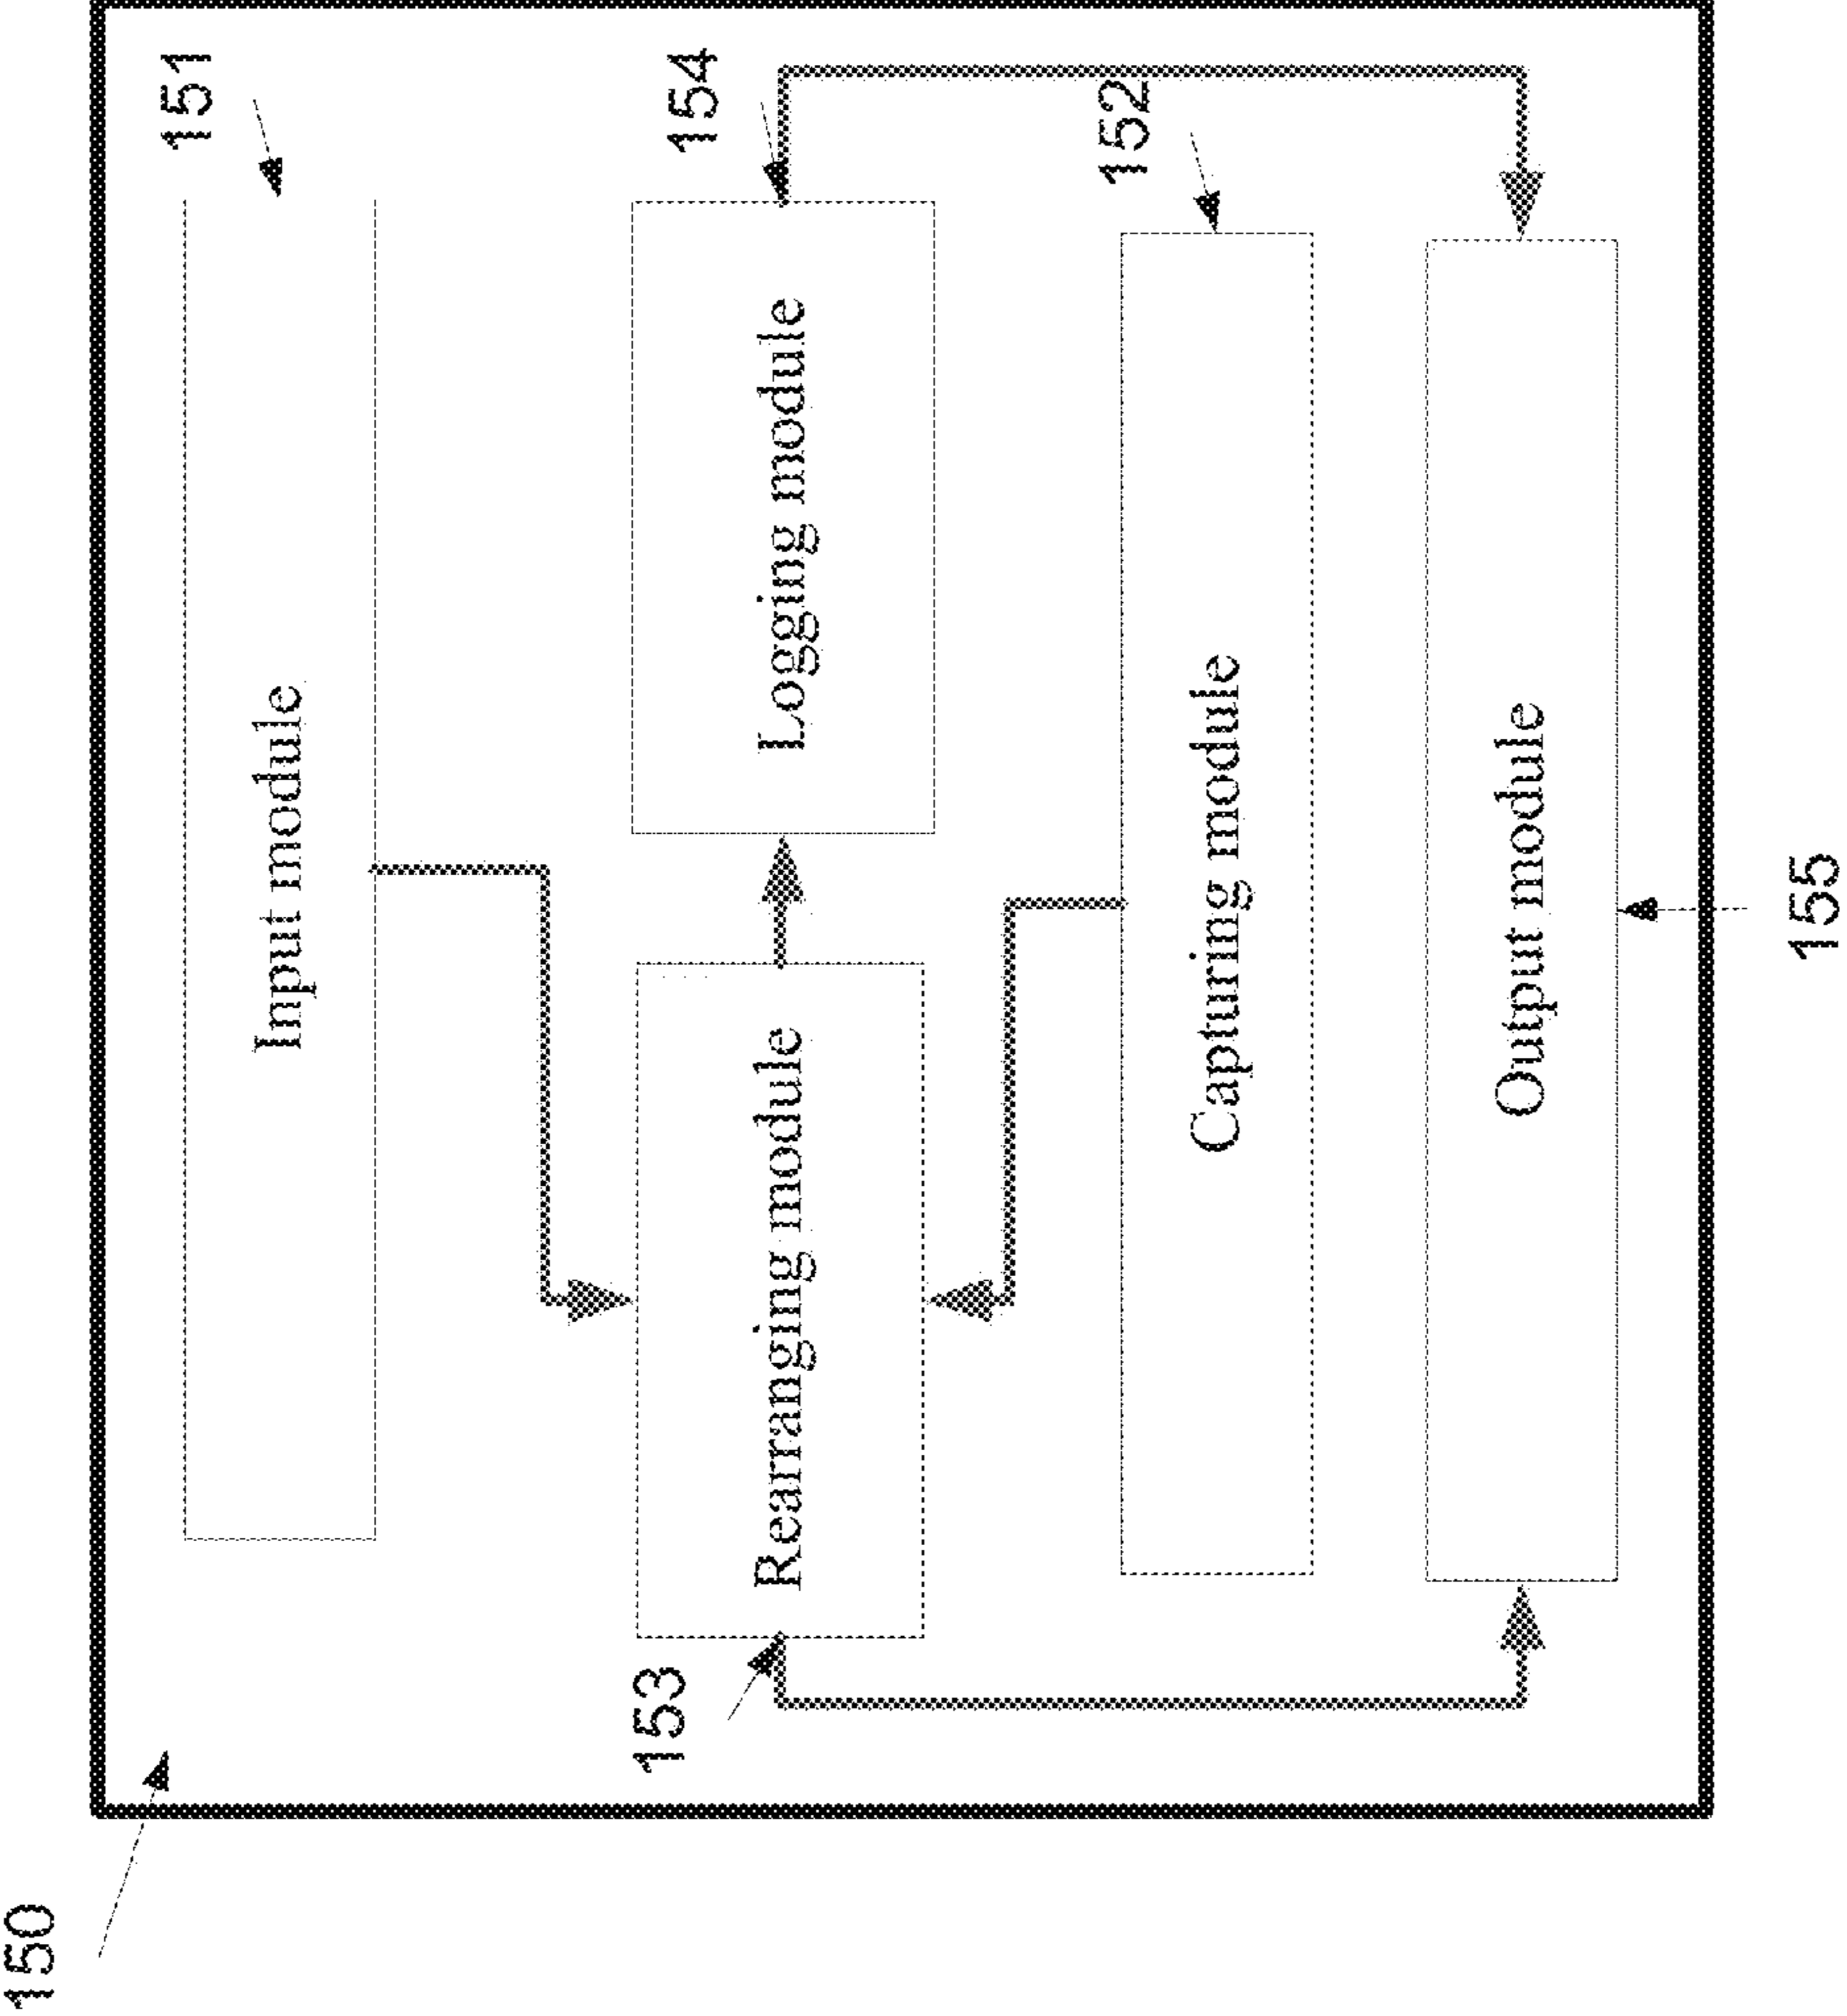 151
Input module
154
Logging module
Rearranging module
153
152
Capturing module
Output module
155
150